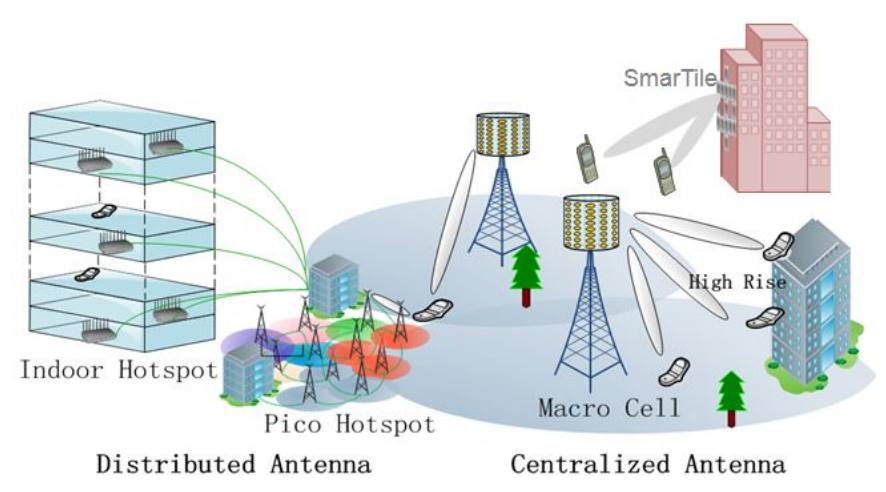 SmarTile
High Rise
Indoor Hotspot
Macro Cell
Pico Hotspot
Distributed Antenna
Centralized Antenna